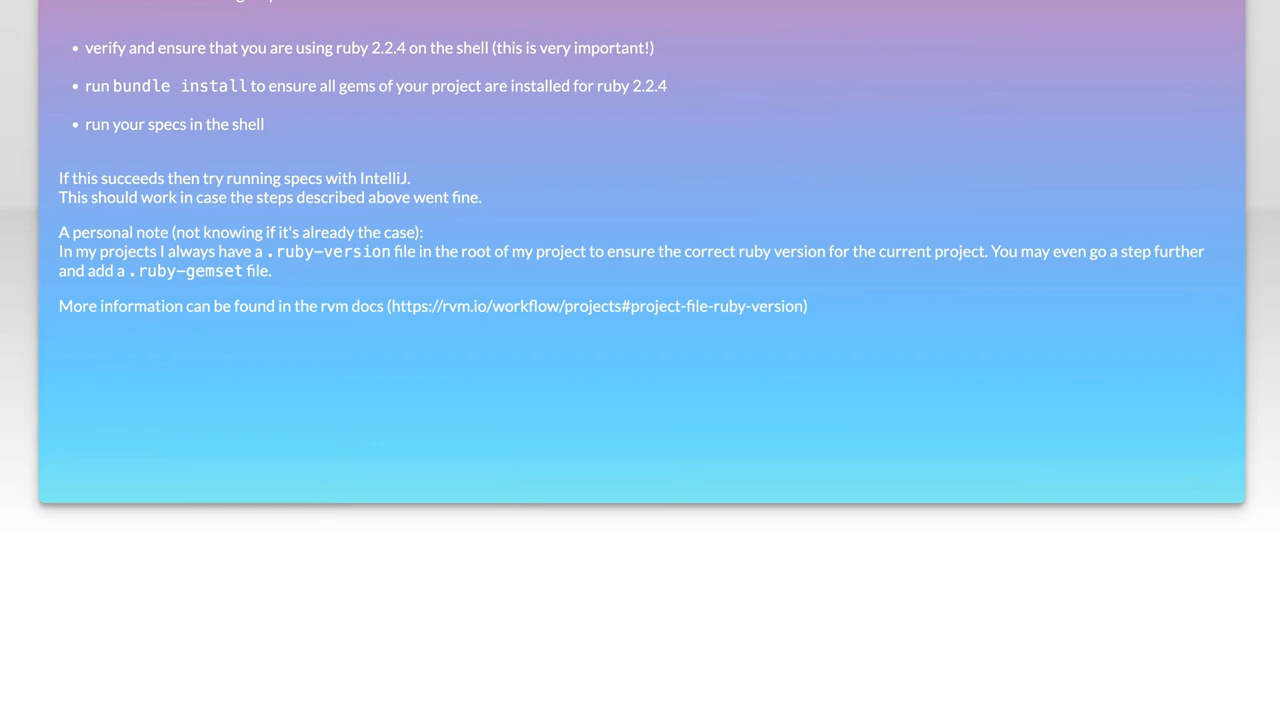 • verify and ensure that you are using ruby 2.2.4 on the shell (this is very important!)
• run bundle install to ensure all gems of your project are installed for ruby 2.2.4
• run your specs in the shell
If this succeeds then try running specs with IntelliJ.
This should work in case the steps described above went fine.
A personal note (not knowing if it's already the case):
In my projects I always have a .ruby-version file in the root of my project to ensure the correct ruby version for the current project. You may even go a step further
and add a .ruby-gemset file.
More information can be found in the rvm docs (https://rvm.io/workflow/projects#project-file-ruby-version)